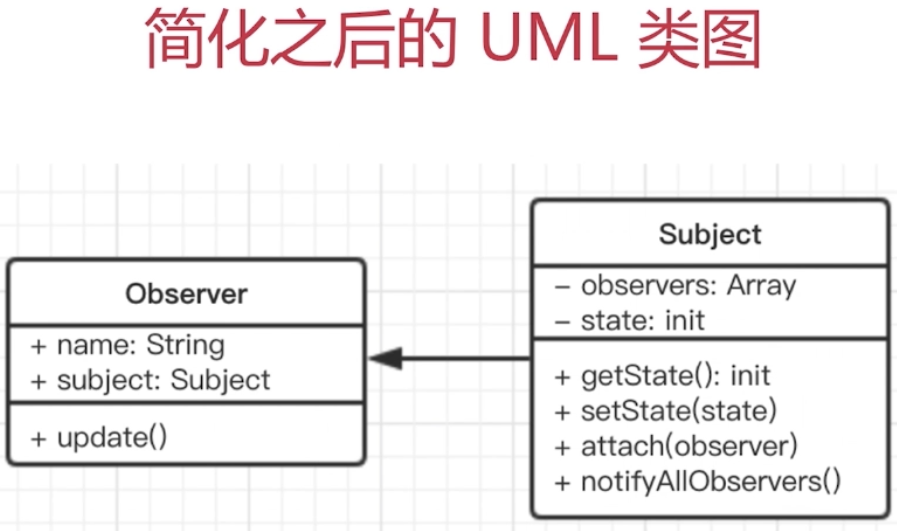 简化之后的 UML 类图
Observer
+ name: String
+ subject: Subject
+ update()
Subject
– observers: Array
– state: init
+ getState(): init
+ setState(state)
+ attach(observer)
+ notifyAllObservers()